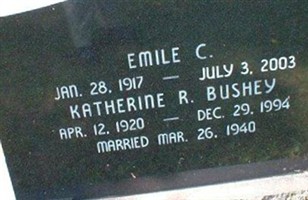 EMILE C.
JAN. 28, 1917 — JULY 3, 2003
KATHERINE R. BUSHEY
APR. 12, 1920 — DEC. 29, 1994
MARRIED MAR. 26, 1940